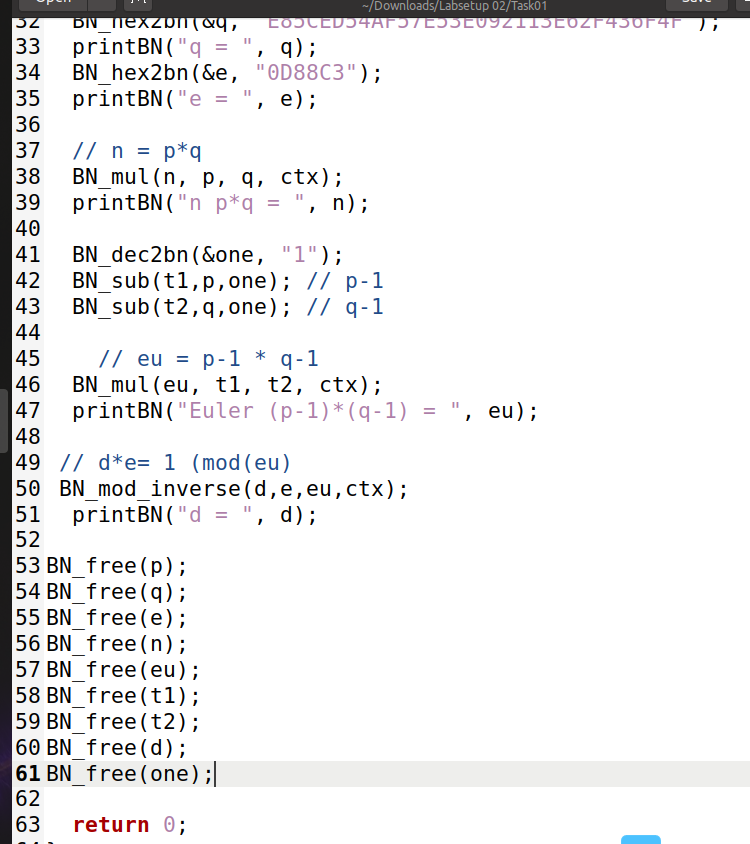 Open
~/Downloads/Labsetup 02/Task01
Save
32 BN_hex2bn(&q, "E85CED54AF57E53E092113E62F436F4F");
33 printBN("q = ", q);
34 BN_hex2bn(&e, "0D88C3");
35 printBN("e = ", e);
36
37 // n = p*q
38 BN_mul(n, p, q, ctx);
39 printBN("n p*q = ", n);
40
41 BN_dec2bn(&one, "1");
42 BN_sub(t1,p,one); // p-1
43 BN_sub(t2,q,one); // q-1
44
45 // eu = p-1 * q-1
46 BN_mul(eu, t1, t2, ctx);
47 printBN("Euler (p-1)*(q-1) = ", eu);
48
49 // d*e= 1 (mod(eu)
50 BN_mod_inverse(d,e,eu,ctx);
51 printBN("d = ", d);
52
53 BN_free(p);
54 BN_free(q);
55 BN_free(e);
56 BN_free(n);
57 BN_free(eu);
58 BN_free(t1);
59 BN_free(t2);
60 BN_free(d);
61 BN_free(one);
62
63 return 0;